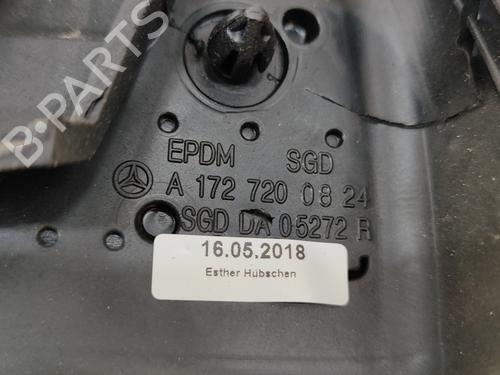 B-PARTS
EPDM SGD
A 172 720 08 24
SGD DA 05272 R
16.05.2018
Esther Hübschen